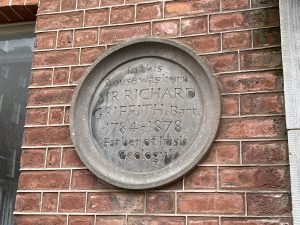 In this
house was born
SIR RICHARD
GRIFFITH, Bart.
1784–1878
Father of Irish
Geology